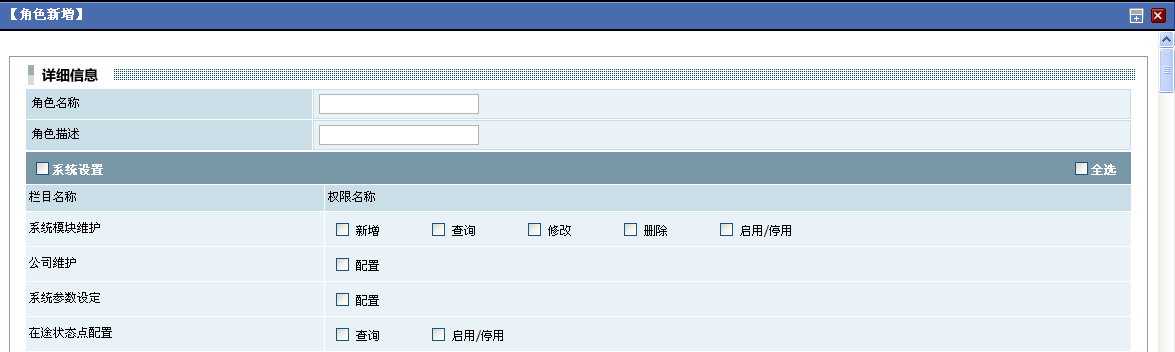 【角色新增】
详细信息
角色名称
角色描述
系统设置 全选
栏目名称 权限名称
系统模块维护 新增 查询 修改 删除 启用/停用
公司维护 配置
系统参数设定 配置
在途状态点配置 查询 启用/停用